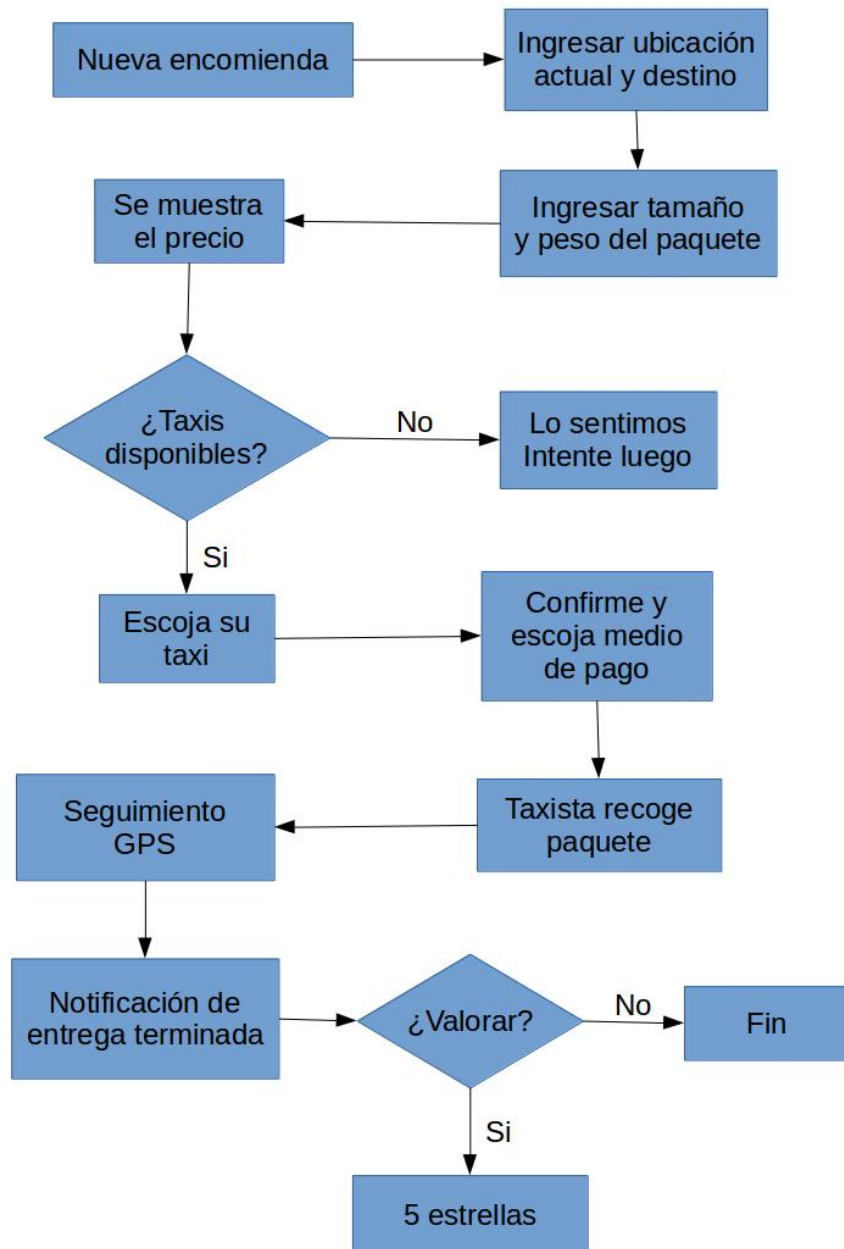 Nueva encomienda
Ingresar ubicación
actual y destino
Ingresar tamaño
y peso del paquete
Se muestra
el precio
¿Taxis
disponibles?
No
Lo sentimos
Intente luego
Si
Escoja su
taxi
Confirme y
escoja medio
de pago
Taxista recoge
paquete
Seguimiento
GPS
Notificación de
entrega terminada
¿Valorar?
No
Fin
Si
5 estrellas